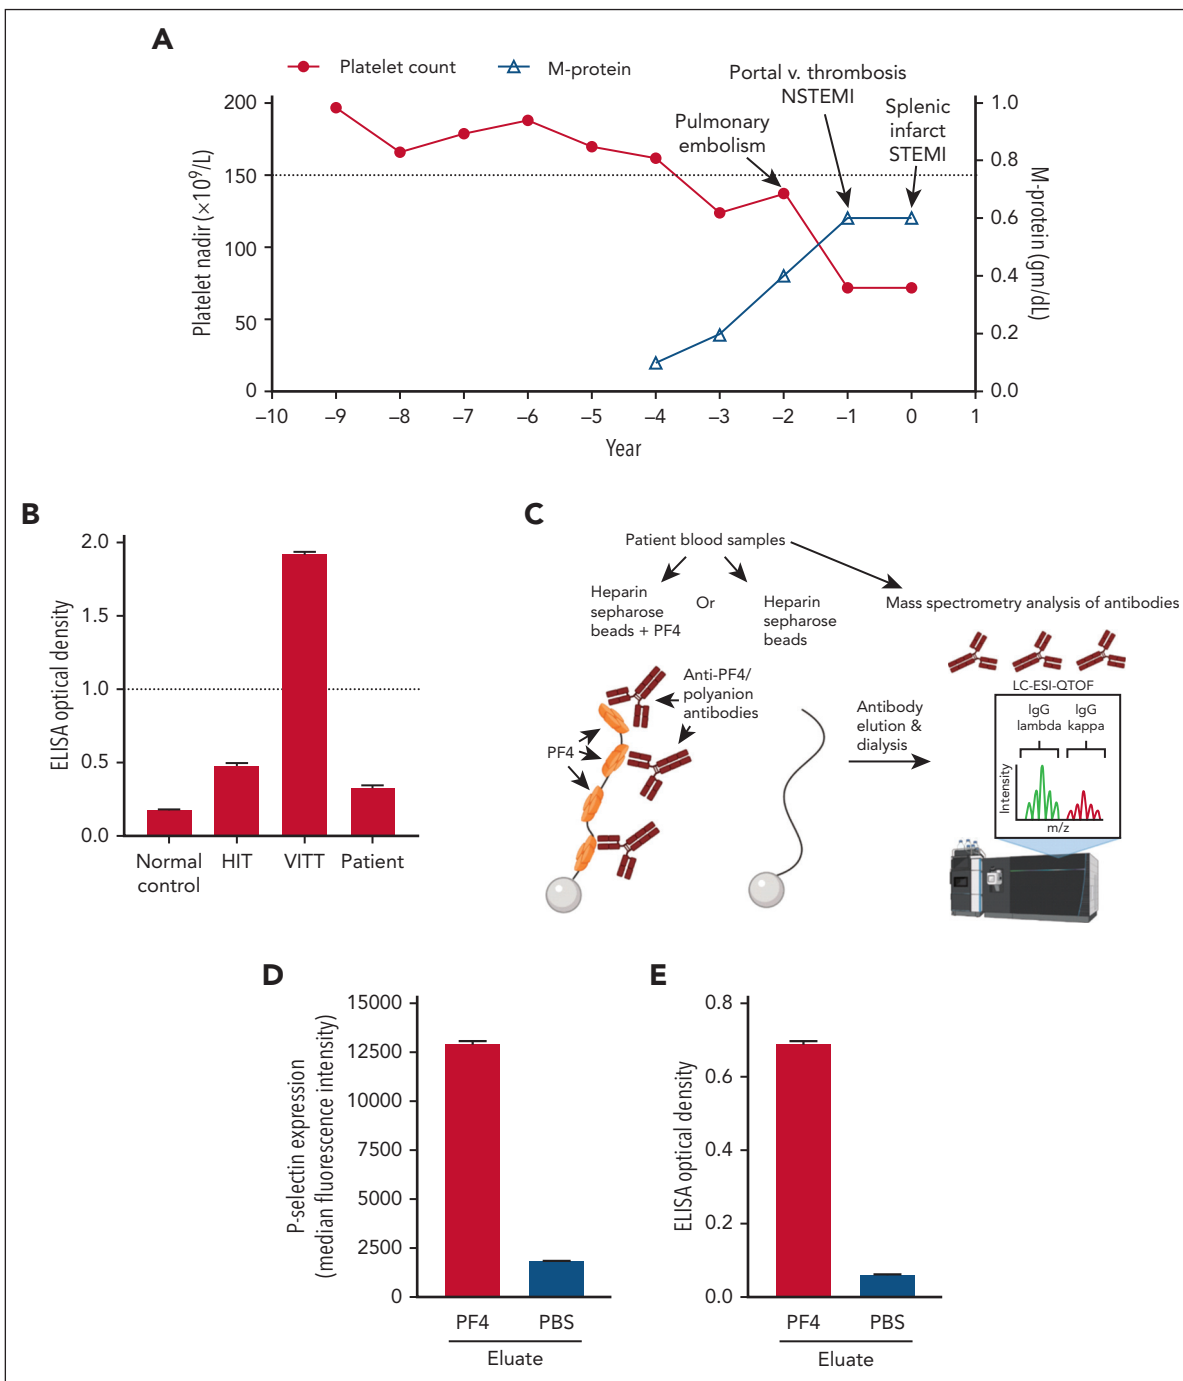 A
Platelet count
M-protein
Portal v. thrombosis
NSTEMI
Pulmonary
embolism
Splenic
infarct
STEMI
200
150
100
50
0
Platelet nadir (×10⁹/L)
1.0
0.8
0.6
0.4
0.2
0.0
M-protein (gm/dL)
–10 –9 –8 –7 –6 –5 –4 –3 –2 –1 0 1
Year
B
2.0
1.5
1.0
0.5
0.0
ELISA optical density
Normal
control
HIT
VITT
Patient
C
Patient blood samples
Heparin
sepharose
beads + PF4
Or
Heparin
sepharose
beads
Mass spectrometry analysis of antibodies
Anti-PF4/
polyanion
antibodies
PF4
Antibody
elution &
dialysis
LC-ESI-QTOF
IgG
lambda
IgG
kappa
Intensity
m/z
D
15000
12500
10000
7500
5000
2500
0
P-selectin expression
(median fluorescence intensity)
PF4 PBS
Eluate
E
0.8
0.6
0.4
0.2
0.0
ELISA optical density
PF4 PBS
Eluate